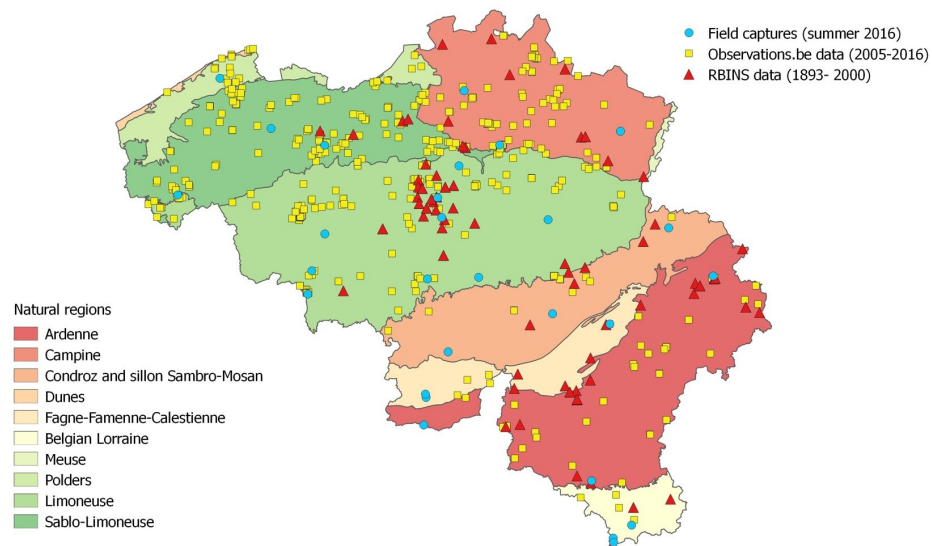 Field captures (summer 2016)
Observations.be data (2005-2016)
RBINS data (1893- 2000)
Natural regions
Ardenne
Campine
Condroz and sillon Sambro-Mosan
Dunes
Fagne-Famenne-Calestienne
Belgian Lorraine
Meuse
Polders
Limoneuse
Sablo-Limoneuse